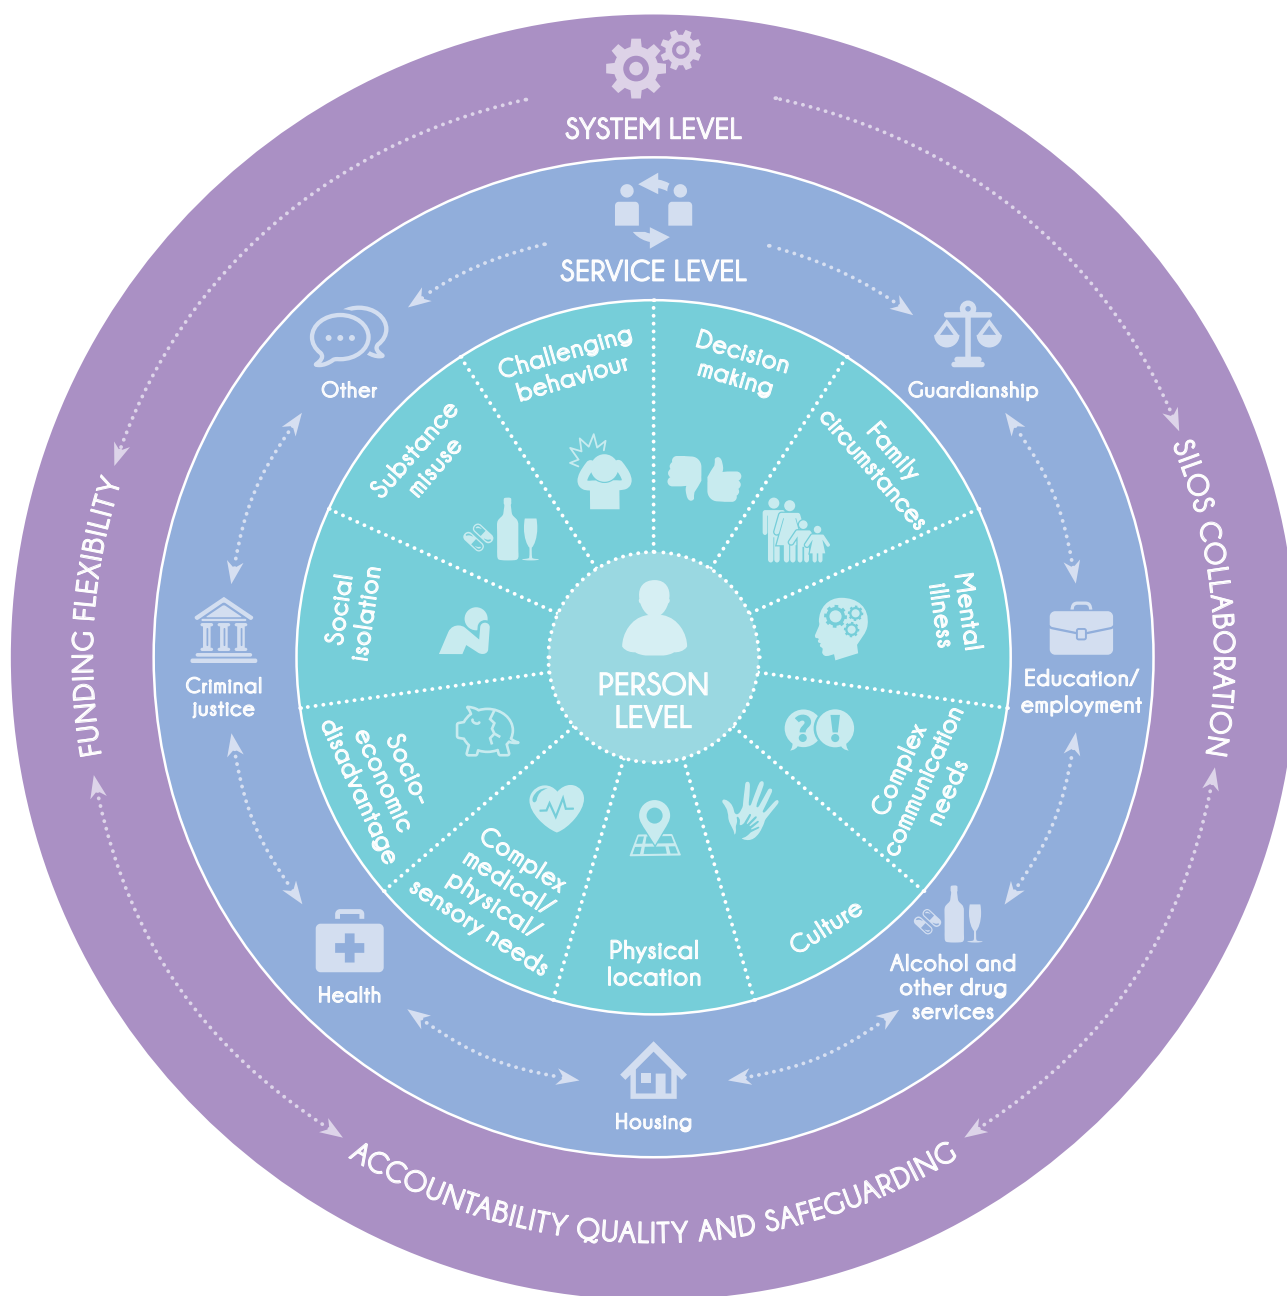 SYSTEM LEVEL
SERVICE LEVEL
Other
Guardianship
Challenging
behaviour
Decision
making
Substance
misuse
Family
circumstances
FUNDING FLEXIBILITY
SILOS COLLABORATION
Social
Isolation
Mental
illness
Criminal
justice
PERSON
LEVEL
Education/
employment
Socio-
economic
disadvantage
Complex
communication
needs
Complex
medical/
physical/
sensory needs
Physical
location
Culture
Health
Alcohol and
other drug
services
Housing
ACCOUNTABILITY QUALITY AND SAFEGUARDING
?
!